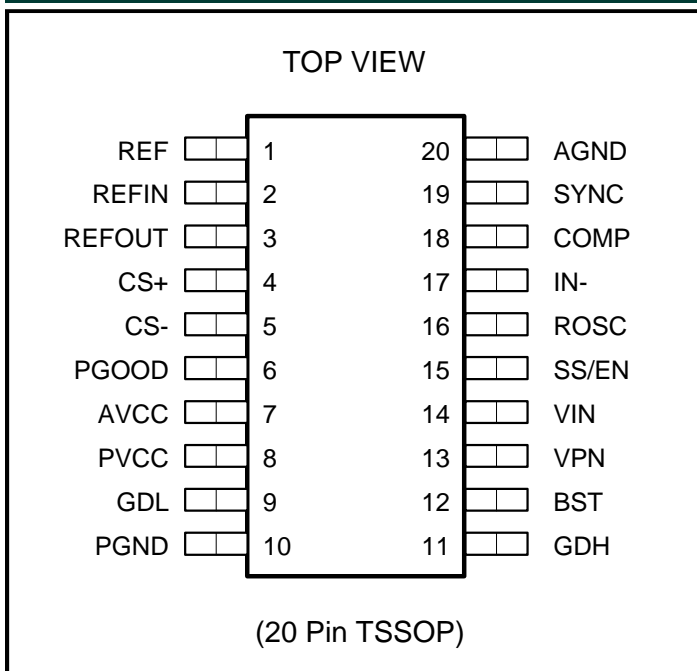 TOP VIEW
REF 1 20 AGND
REFIN 2 19 SYNC
REFOUT 3 18 COMP
CS+ 4 17 IN-
CS- 5 16 ROSC
PGOOD 6 15 SS/EN
AVCC 7 14 VIN
PVCC 8 13 VPN
GDL 9 12 BST
PGND 10 11 GDH
(20 Pin TSSOP)